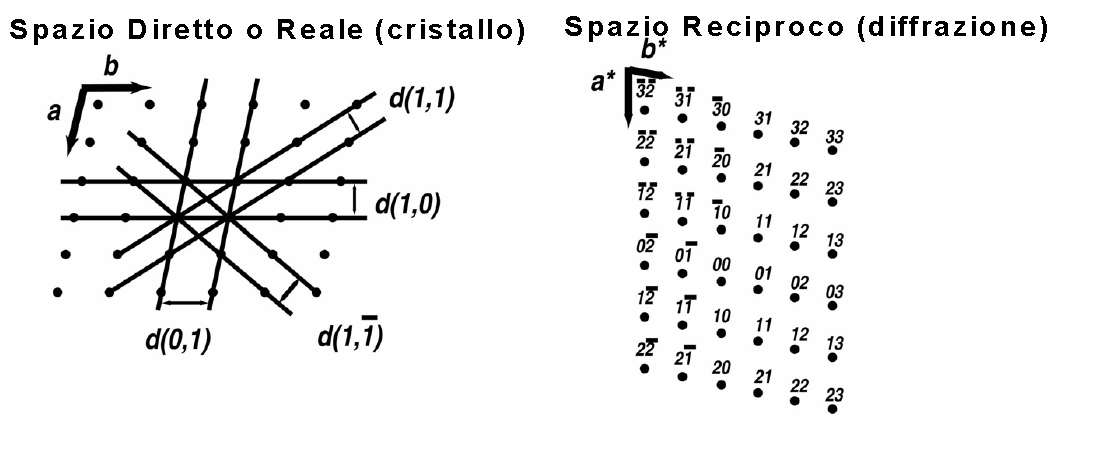 Spazio Diretto o Reale (cristallo)
b
a
d(1,1)
d(1,0)
d(0,1)
d(1,1̄)
Spazio Reciproco (diffrazione)
b*
a*
3̄2̄ 3̄1̄ 3̄0 31 32 33
2̄2̄ 2̄1̄ 2̄0 21 22 23
1̄2̄ 1̄1̄ 1̄0 11 12 13
02̄ 01̄ 00 01 02 03
12̄ 11̄ 10 11 12 13
22̄ 21̄ 20 21 22 23